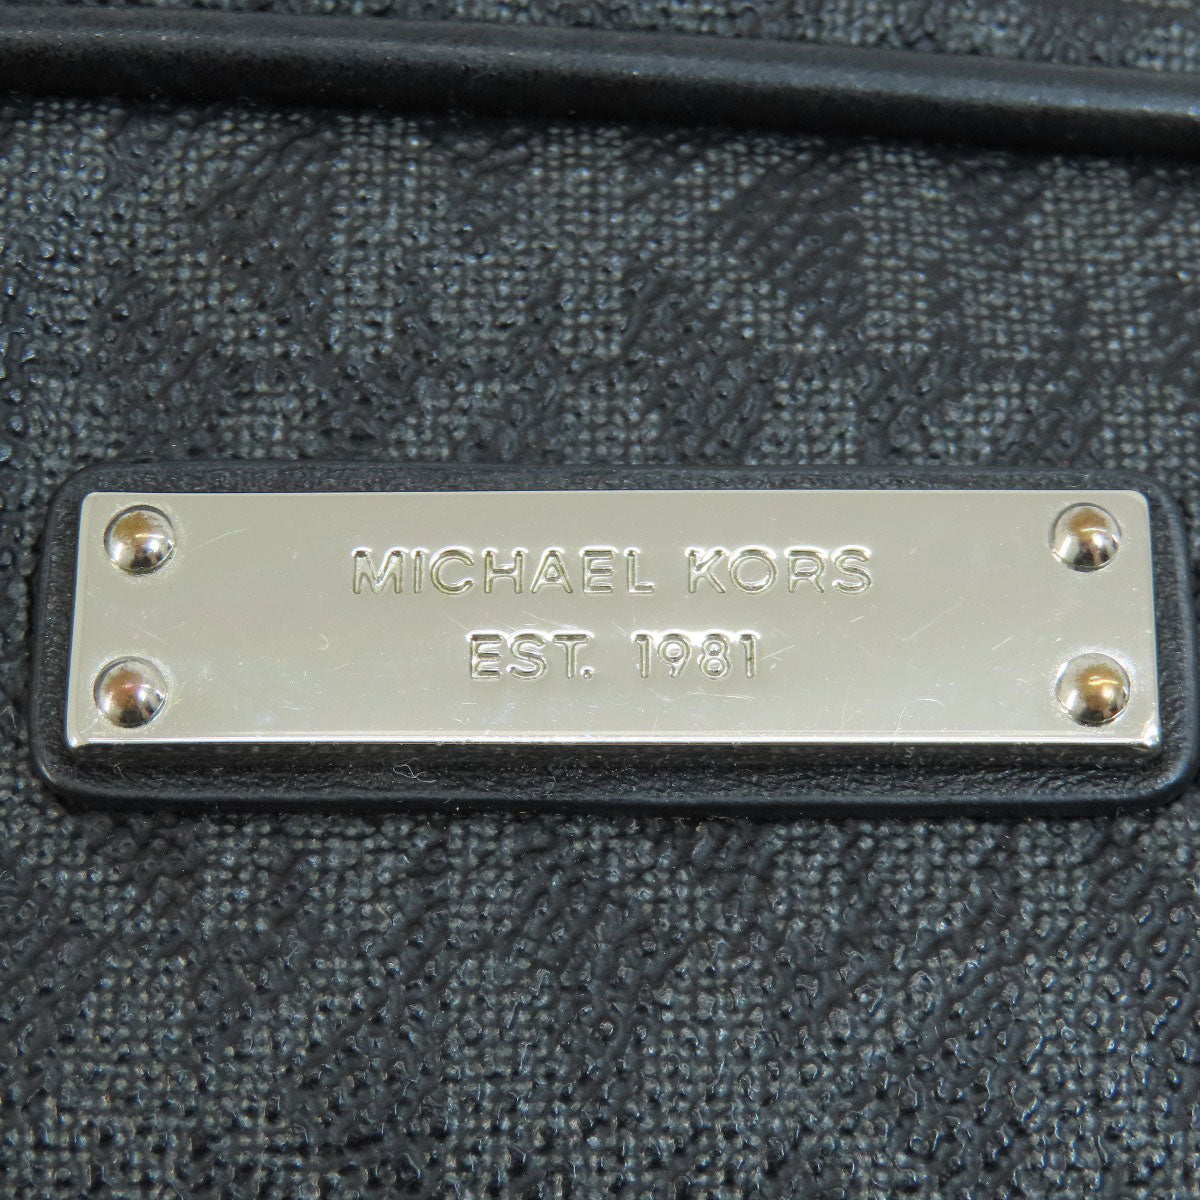 MICHAEL KORS
EST. 1981